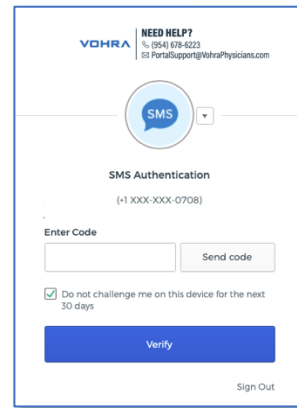 VOHRA
NEED HELP?
(954) 678-6223
PortalSupport@VohraPhysicians.com
SMS
SMS Authentication
(+1 XXX-XXX-0708)
Enter Code
Send code
Do not challenge me on this device for the next
30 days
Verify
Sign Out